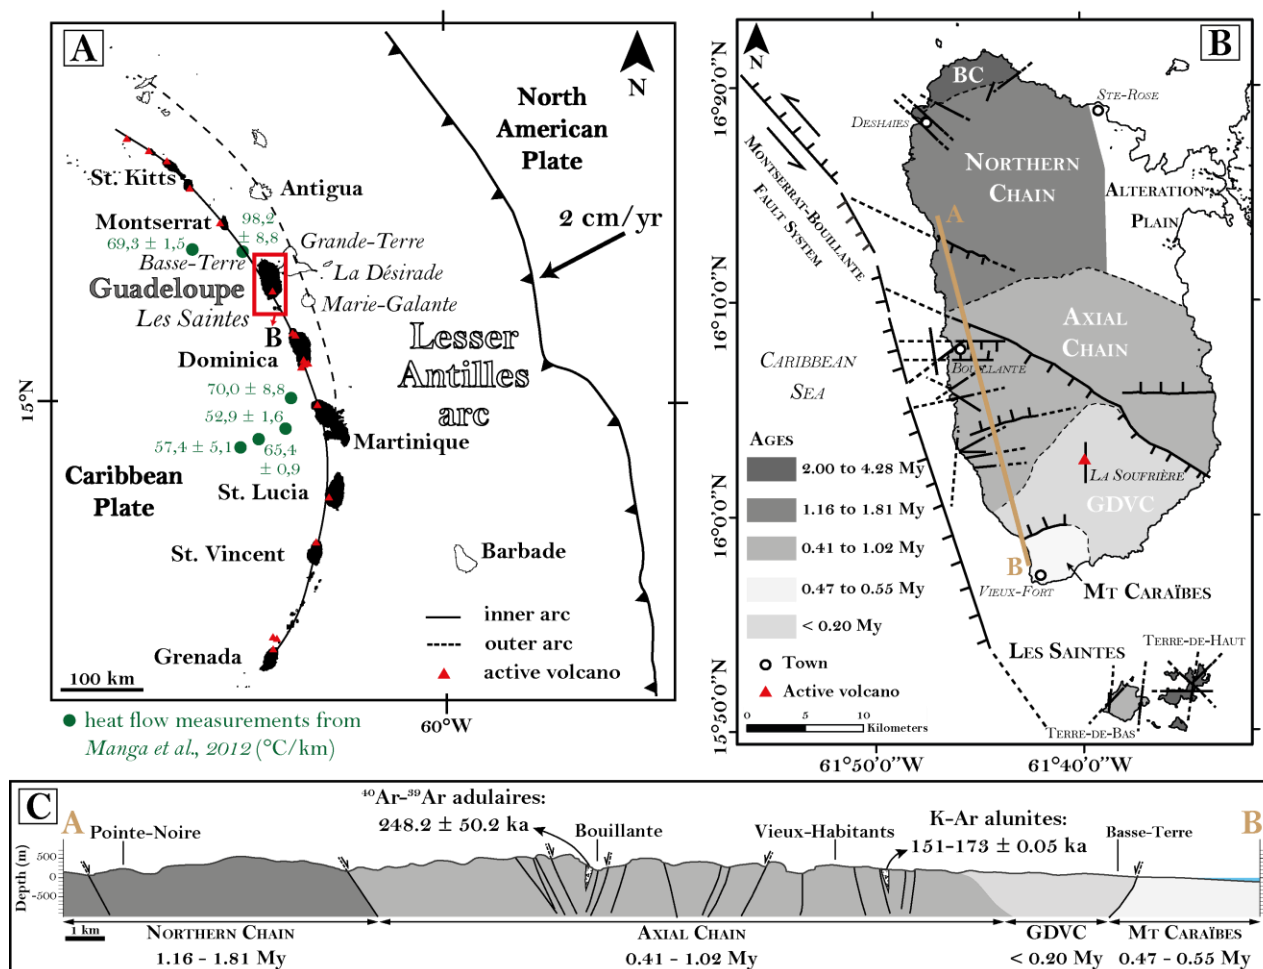 A
N
North
American
Plate
2 cm/yr
St. Kitts
Antigua
Montserrat
98,2
± 8,8
69,3 ± 1,5
Grande-Terre
Basse-Terre
La Désirade
Guadeloupe
Marie-Galante
Les Saintes
B
Lesser
Antilles
arc
Dominica
15°N
70,0 ± 8,8
52,9 ± 1,6
57,4 ± 5,1
65,4
± 0,9
Martinique
Caribbean
Plate
St. Lucia
St. Vincent
Barbade
Grenada
inner arc
outer arc
active volcano
100 km
60°W
heat flow measurements from
Manga et al., 2012 (°C/km)
B
N
16°20'0"N
16°10'0"N
16°0'0"N
15°50'0"N
61°50'0"W
61°40'0"W
BC
Ste-Rose
Deshaies
Northern
Chain
Alteration
Plain
Montserrat-Bouillante
Fault System
A
Axial
Chain
Caribbean
Sea
Bouillante
La Soufrière
GDVC
B
Vieux-Fort
Mt Caraïbes
Les Saintes
Terre-de-Haut
Terre-de-Bas
Ages
2.00 to 4.28 My
1.16 to 1.81 My
0.41 to 1.02 My
0.47 to 0.55 My
< 0.20 My
Town
Active volcano
0 5 10
Kilometers
C
A
B
Pointe-Noire
⁴⁰Ar-³⁹Ar adulaires:
248.2 ± 50.2 ka
Bouillante
Vieux-Habitants
K-Ar alunites:
151-173 ± 0.05 ka
Basse-Terre
Depth (m)
500
0
-500
1 km
Northern Chain
1.16 - 1.81 My
Axial Chain
0.41 - 1.02 My
GDVC
< 0.20 My
Mt Caraïbes
0.47 - 0.55 My